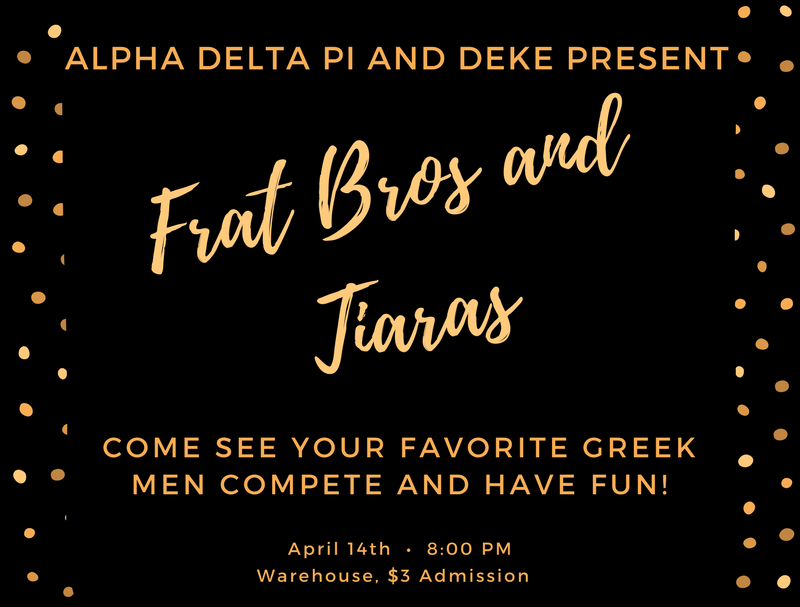 ALPHA DELTA PI AND DEKE PRESENT
Frat Bros and
Tiaras
COME SEE YOUR FAVORITE GREEK
MEN COMPETE AND HAVE FUN!
April 14th • 8:00 PM
Warehouse, $3 Admission